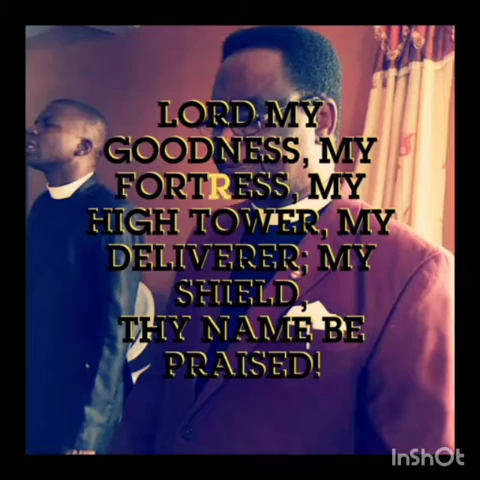 LORD MY
GOODNESS, MY
FORTRESS, MY
HIGH TOWER, MY
DELIVERER; MY
SHIELD,
THY NAME BE
PRAISED!
InShOt